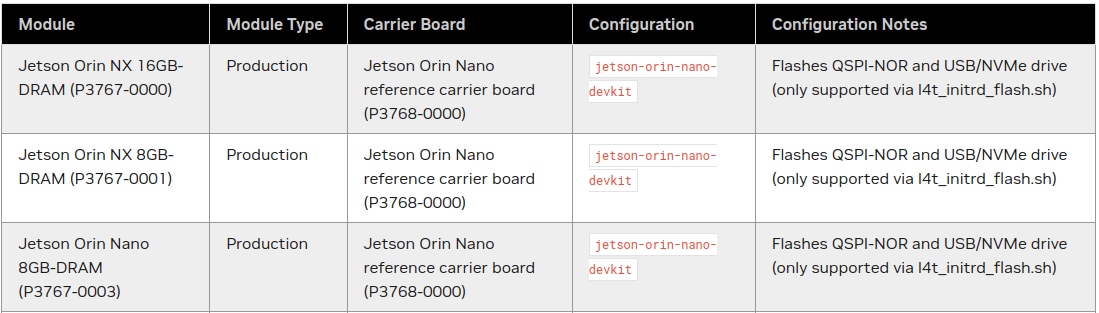 Module Module Type Carrier Board Configuration Configuration Notes
Jetson Orin NX 16GB- Production Jetson Orin Nano jetson-orin-nano- Flashes QSPI-NOR and USB/NVMe drive
DRAM (P3767-0000) reference carrier board devkit (only supported via l4t_initrd_flash.sh)
(P3768-0000)
Jetson Orin NX 8GB- Production Jetson Orin Nano jetson-orin-nano- Flashes QSPI-NOR and USB/NVMe drive
DRAM (P3767-0001) reference carrier board devkit (only supported via l4t_initrd_flash.sh)
(P3768-0000)
Jetson Orin Nano Production Jetson Orin Nano jetson-orin-nano- Flashes QSPI-NOR and USB/NVMe drive
8GB-DRAM reference carrier board devkit (only supported via l4t_initrd_flash.sh)
(P3767-0003) (P3768-0000)